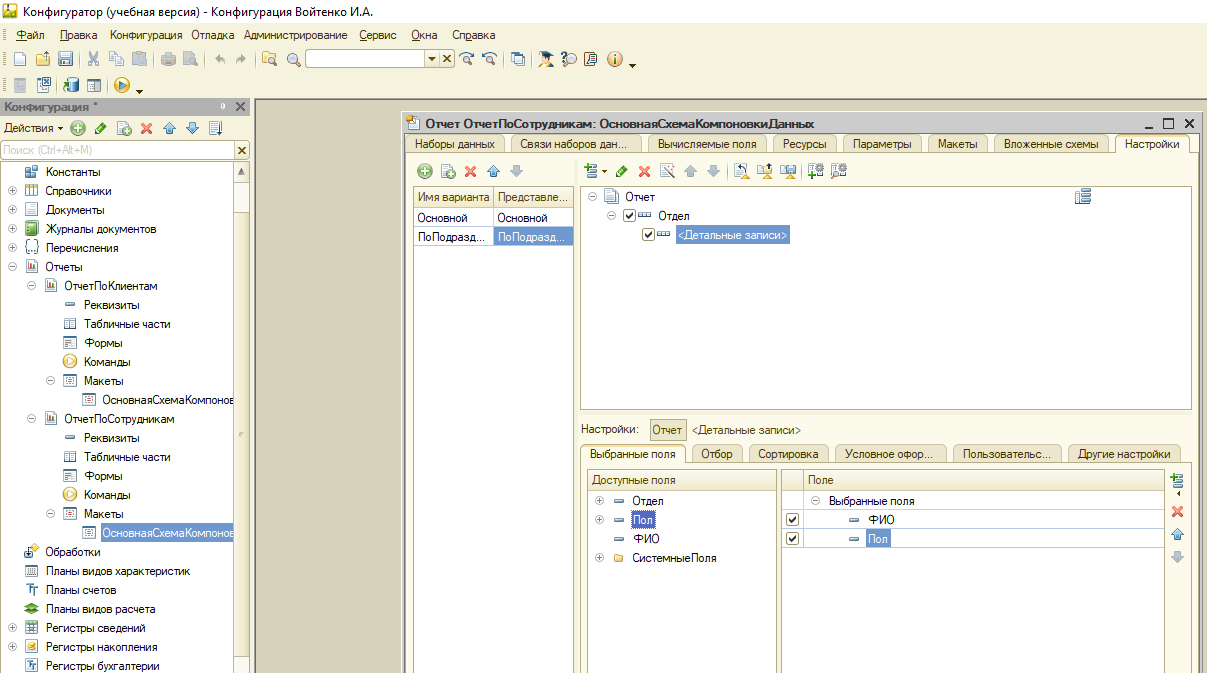 Конфигуратор (учебная версия) - Конфигурация Войтенко И.А.
Файл Правка Конфигурация Отладка Администрирование Сервис Окна Справка
Конфигурация *
Действия
Поиск (Ctrl+Alt+M)
Константы
Справочники
Документы
Журналы документов
Перечисления
Отчеты
ОтчетПоКлиентам
Реквизиты
Табличные части
Формы
Команды
Макеты
ОсновнаяСхемаКомпонов
ОтчетПоСотрудникам
Реквизиты
Табличные части
Формы
Команды
Макеты
ОсновнаяСхемаКомпонов
Обработки
Планы видов характеристик
Планы счетов
Планы видов расчета
Регистры сведений
Регистры накопления
Регистры бухгалтерии
Отчет ОтчетПоСотрудникам: ОсновнаяСхемаКомпоновкиДанных
Наборы данных Связи наборов дан... Вычисляемые поля Ресурсы Параметры Макеты Вложенные схемы Настройки
Имя варианта Представле...
Основной Основной
ПоПодразд... ПоПодразд...
Отчет
Отдел
<Детальные записи>
Настройки: Отчет <Детальные записи>
Выбранные поля Отбор Сортировка Условное офор... Пользовательс... Другие настройки
Доступные поля
Отдел
Пол
ФИО
СистемныеПоля
Поле
Выбранные поля
ФИО
Пол